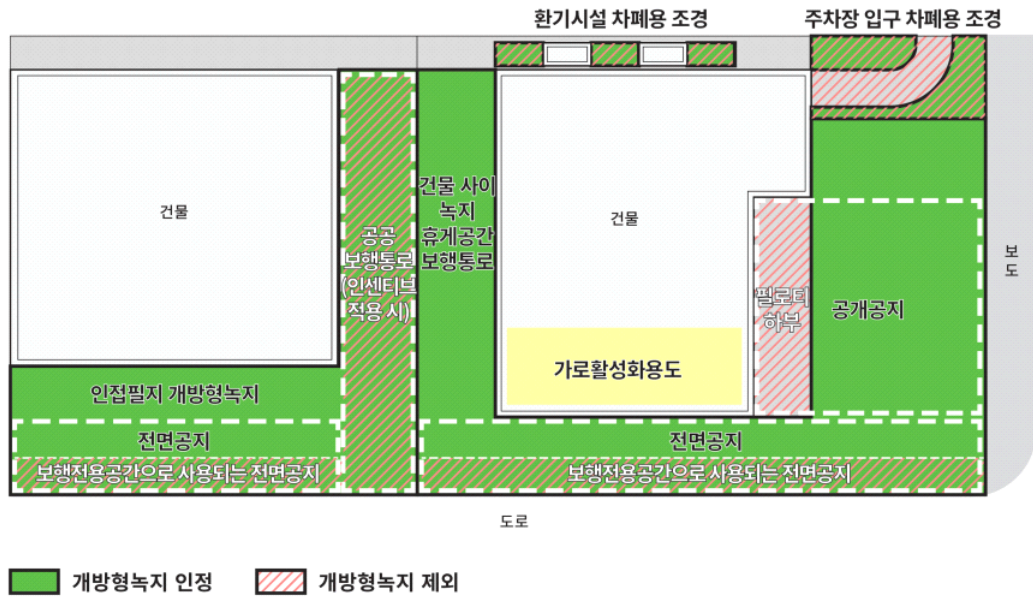 환기시설 차폐용 조경
주차장 입구 차폐용 조경
건물
공공
보행통로
(인센티브
적용 시)
건물 사이
녹지
휴게공간
보행통로
건물
필로티
하부
공개공지
보
도
가로활성화용도
인접필지 개방형녹지
전면공지
보행전용공간으로 사용되는 전면공지
전면공지
보행전용공간으로 사용되는 전면공지
도로
개방형녹지 인정
개방형녹지 제외